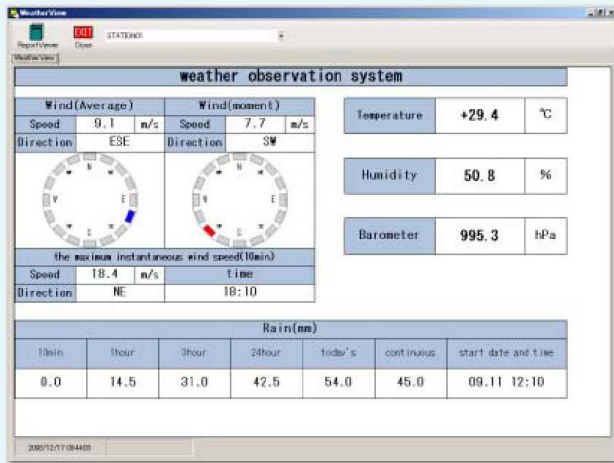 WeatherView
ReportViewer
EXIT
Close
STATION01
WeatherView
weather observation system
Wind(Average) Wind(moment)
Speed 9.1 m/s Speed 7.7 m/s
Direction ESE Direction SW
N N
W E W E
S S
the maximum instantaneous wind speed(10min)
Speed 18.4 m/s time
Direction NE 18:10
Temperature +29.4 ℃
Humidity 50.8 %
Barometer 995.3 hPa
Rain(mm)
10min 1hour 3hour 24hour today's continuous start date and time
0.0 14.5 31.0 42.5 54.0 45.0 09.11 12:10